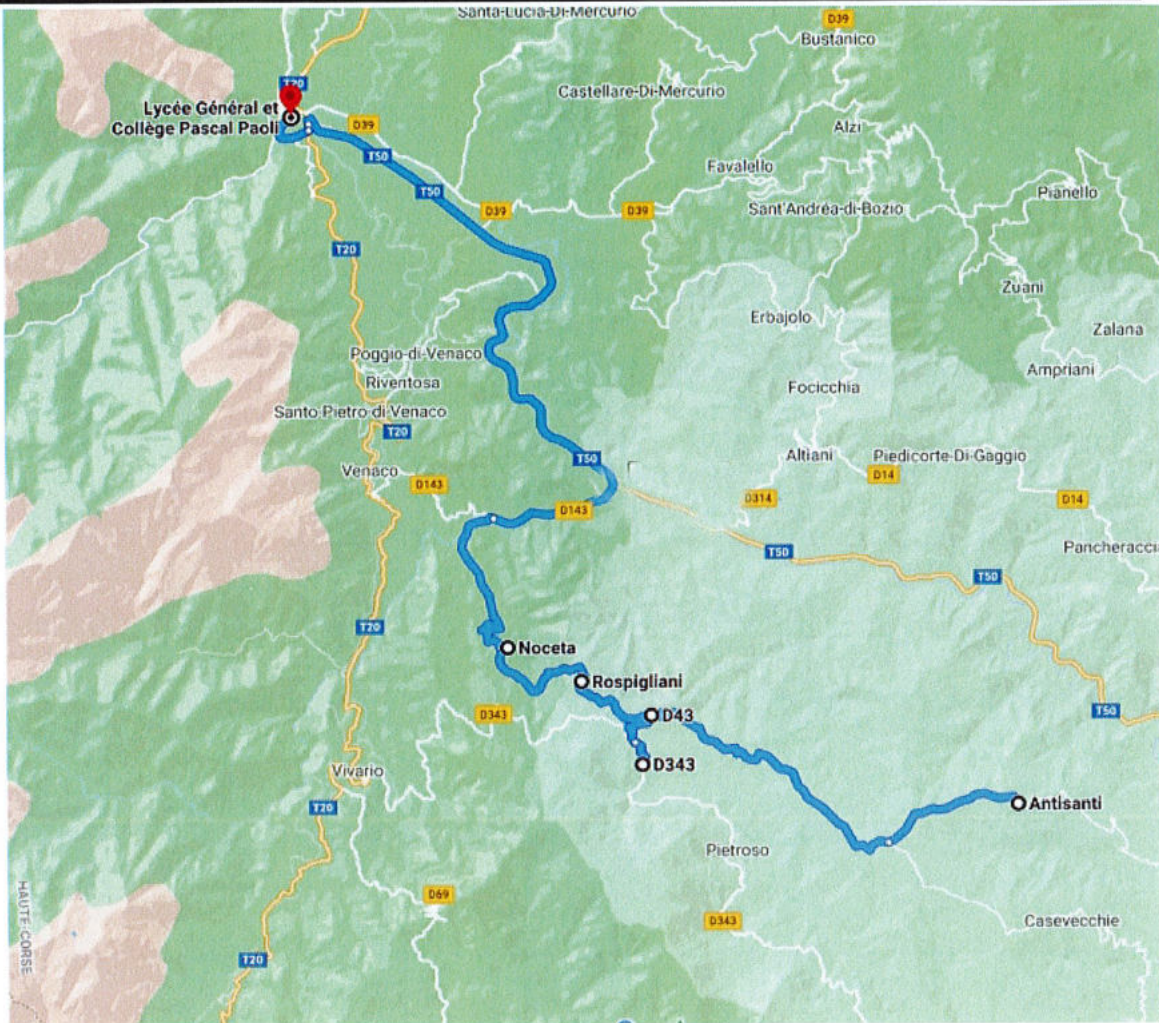 Santa-Lucia-Di-Mercurio
D39
Bustanico
T20
Castellare-Di-Mercurio
Lycée Général et
Collège Pascal Paoli
D39
Alzi
T50
Favalello
T50
Pianello
D39
D39
Sant'Andréa-di-Bozio
T20
Zuani
Erbajolo
Zalana
Poggio-di-Venaco
Ampriani
Riventosa
Focicchia
Santo Pietro di Venaco
T20
T50
Altiani
Piedicorte-Di-Gaggio
Venaco
D14
D143
D314
D14
D143
Pancheraccia
T50
T50
T20
Noceta
Rospigliani
D343
D43
T50
D343
Vivario
T20
Antisanti
Pietroso
HAUTE-CORSE
D69
D343
Casevecchie
T20